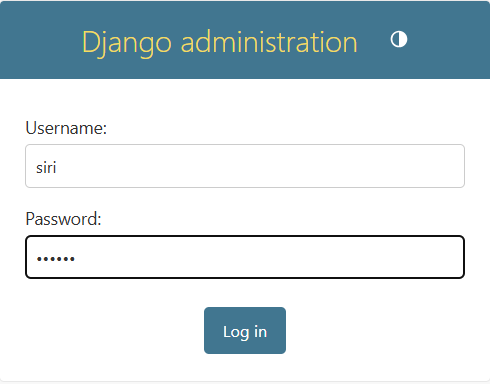 Django administration
Username:
siri
Password:
••••••
Log in